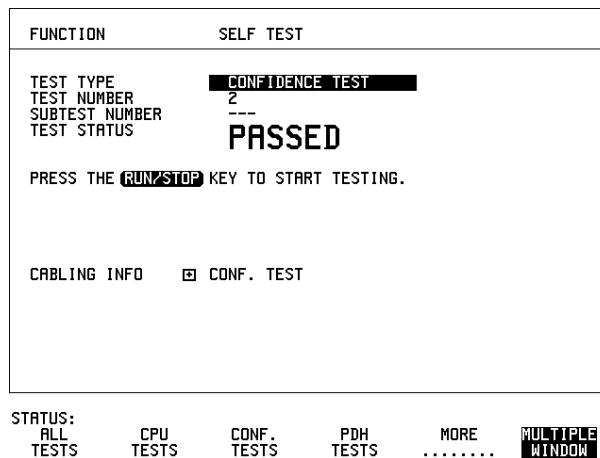 FUNCTION SELF TEST
TEST TYPE CONFIDENCE TEST
TEST NUMBER 2
SUBTEST NUMBER ---
TEST STATUS PASSED
PRESS THE RUN/STOP KEY TO START TESTING.
CABLING INFO + CONF. TEST
STATUS:
ALL CPU CONF. PDH MORE MULTIPLE
TESTS TESTS TESTS TESTS ........ WINDOW